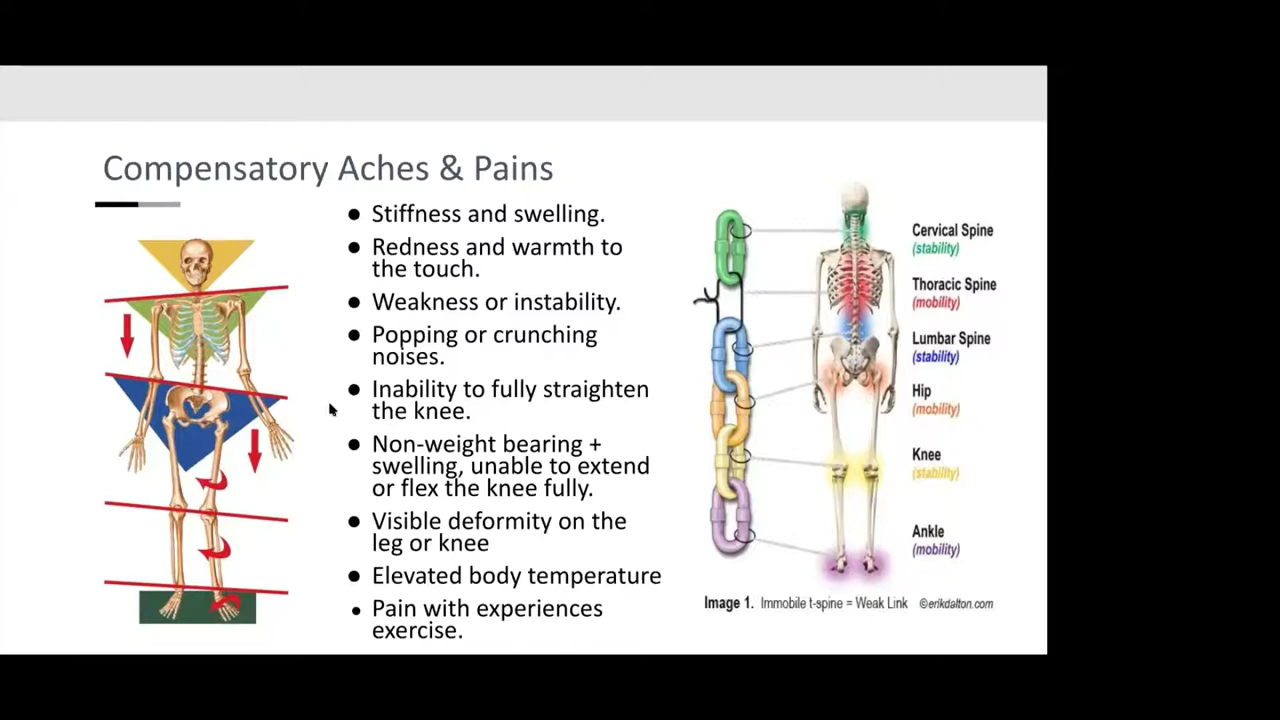 Compensatory Aches & Pains
● Stiffness and swelling.
● Redness and warmth to
the touch.
● Weakness or instability.
● Popping or crunching
noises.
● Inability to fully straighten
the knee.
● Non-weight bearing +
swelling, unable to extend
or flex the knee fully.
● Visible deformity on the
leg or knee
● Elevated body temperature
● Pain with experiences
exercise.
Cervical Spine
(stability)
Thoracic Spine
(mobility)
Lumbar Spine
(stability)
Hip
(mobility)
Knee
(stability)
Ankle
(mobility)
Image 1. Immobile t-spine = Weak Link ©erikdalton.com